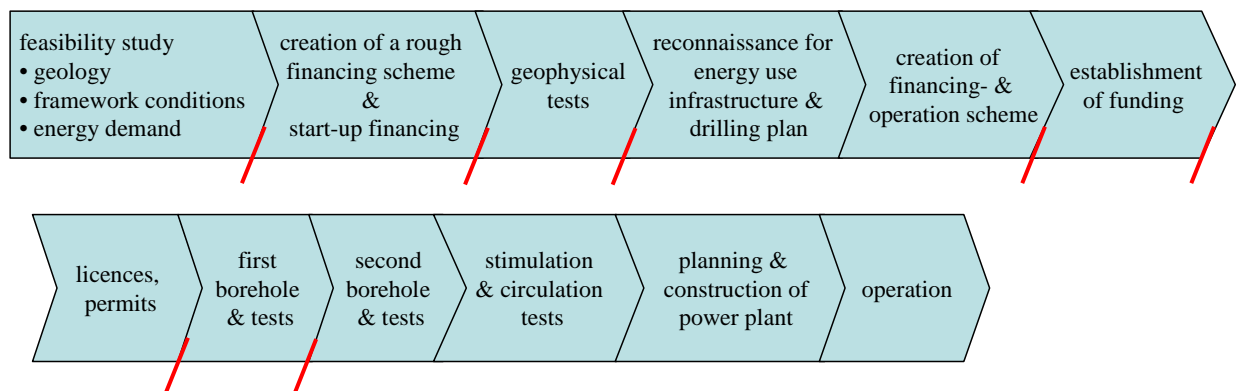 feasibility study
• geology
• framework conditions
• energy demand
creation of a rough
financing scheme
&
start-up financing
geophysical
tests
reconnaissance for
energy use
infrastructure &
drilling plan
creation of
financing- &
operation scheme
establishment
of funding
licences,
permits
first
borehole
& tests
second
borehole
& tests
stimulation
& circulation
tests
planning &
construction of
power plant
operation